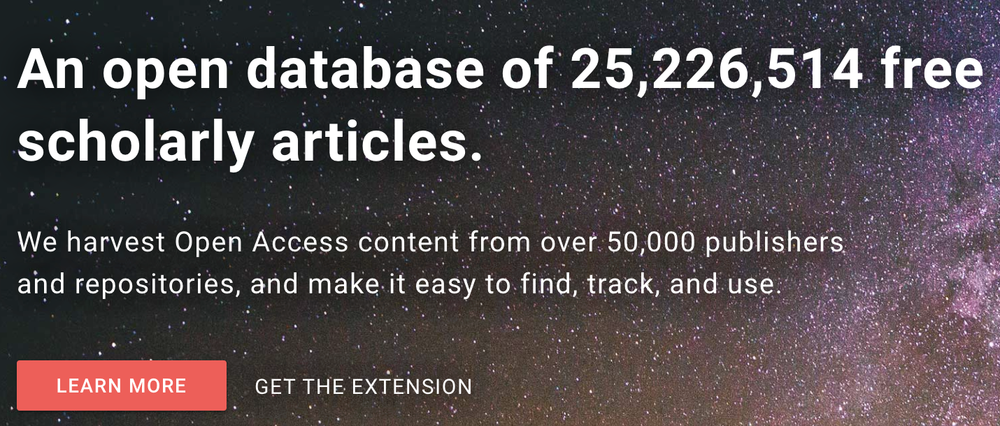 An open database of 25,226,514 free
scholarly articles.
We harvest Open Access content from over 50,000 publishers
and repositories, and make it easy to find, track, and use.
LEARN MORE GET THE EXTENSION